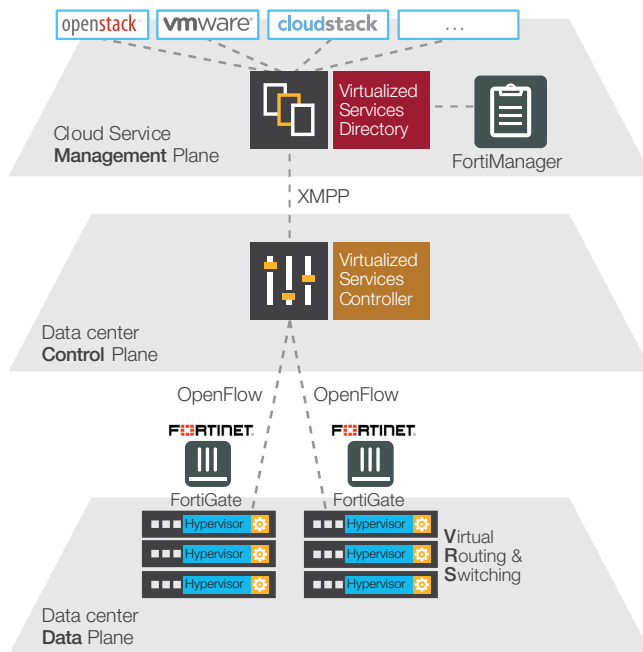 openstack
vmware®
cloudstack
...
Virtualized
Services
Directory
Cloud Service
Management Plane
FortiManager
XMPP
Virtualized
Services
Controller
Data center
Control Plane
OpenFlow
OpenFlow
FORTINET
FORTINET
FortiGate
FortiGate
Hypervisor
Hypervisor
Hypervisor
Hypervisor
Hypervisor
Hypervisor
Virtual
Routing &
Switching
Data center
Data Plane